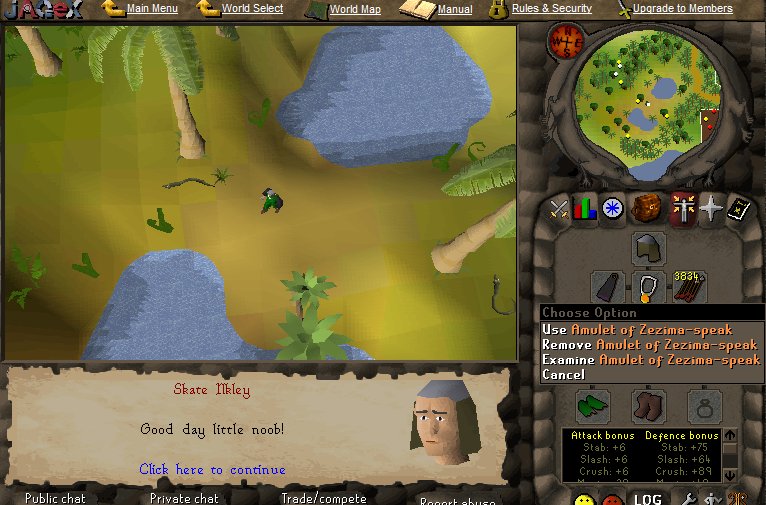 JAGeX
Main Menu
World Select
World Map
Manual
Rules & Security
Upgrade to Members
3834
Choose Option
Use Amulet of Zezima-speak
Remove Amulet of Zezima-speak
Examine Amulet of Zezima-speak
Cancel
Skate Nkley
Good day little noob!
Click here to continue
Attack bonus Defence bonus
Stab: +6 Stab: +75
Slash: +6 Slash: +64
Crush: +6 Crush: +89
Public chat
Private chat
Trade/compete
Report abuse
LOG